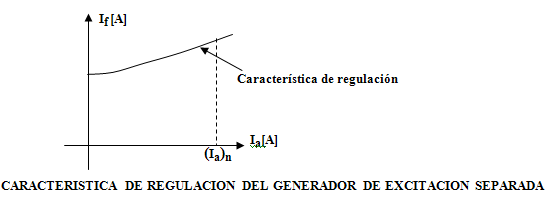 If [A]
Característica de regulación
Ia[A]
(Ia)n
CARACTERISTICA DE REGULACION DEL GENERADOR DE EXCITACION SEPARADA